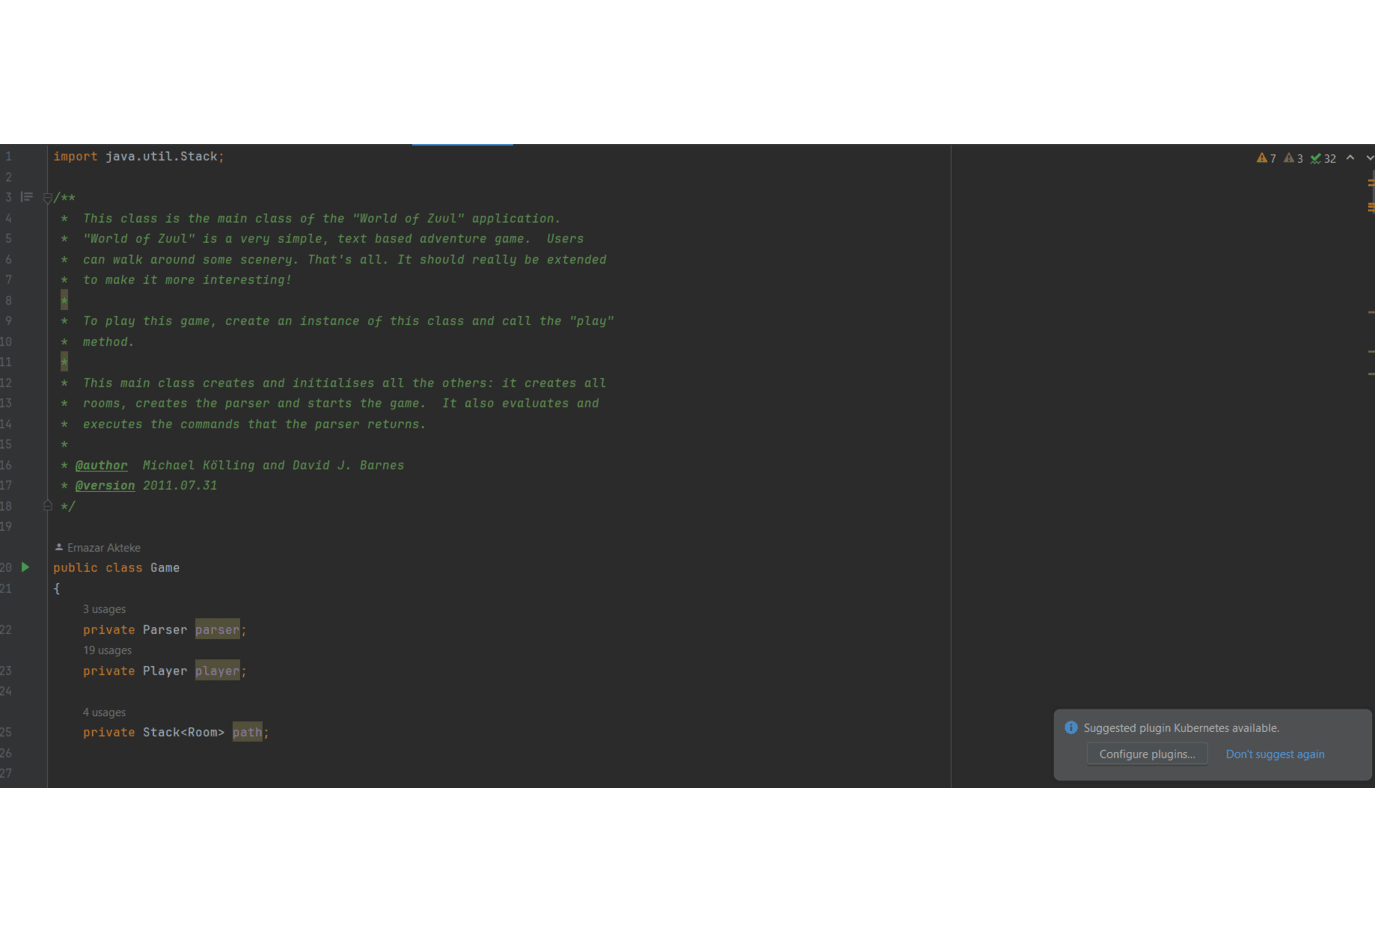 1 import java.util.Stack;
2
3 /**
4 * This class is the main class of the "World of Zuul" application.
5 * "World of Zuul" is a very simple, text based adventure game.  Users
6 * can walk around some scenery. That's all. It should really be extended
7 * to make it more interesting!
8 *
9 * To play this game, create an instance of this class and call the "play"
10 * method.
11 *
12 * This main class creates and initialises all the others: it creates all
13 * rooms, creates the parser and starts the game.  It also evaluates and
14 * executes the commands that the parser returns.
15 *
16 * @author  Michael Kölling and David J. Barnes
17 * @version 2011.07.31
18 */
19
Ernazar Akteke
20 public class Game
21 {
3 usages
22 private Parser parser;
19 usages
23 private Player player;
24
4 usages
25 private Stack<Room> path;
26
27
7 3 32
Suggested plugin Kubernetes available.
Configure plugins... Don't suggest again